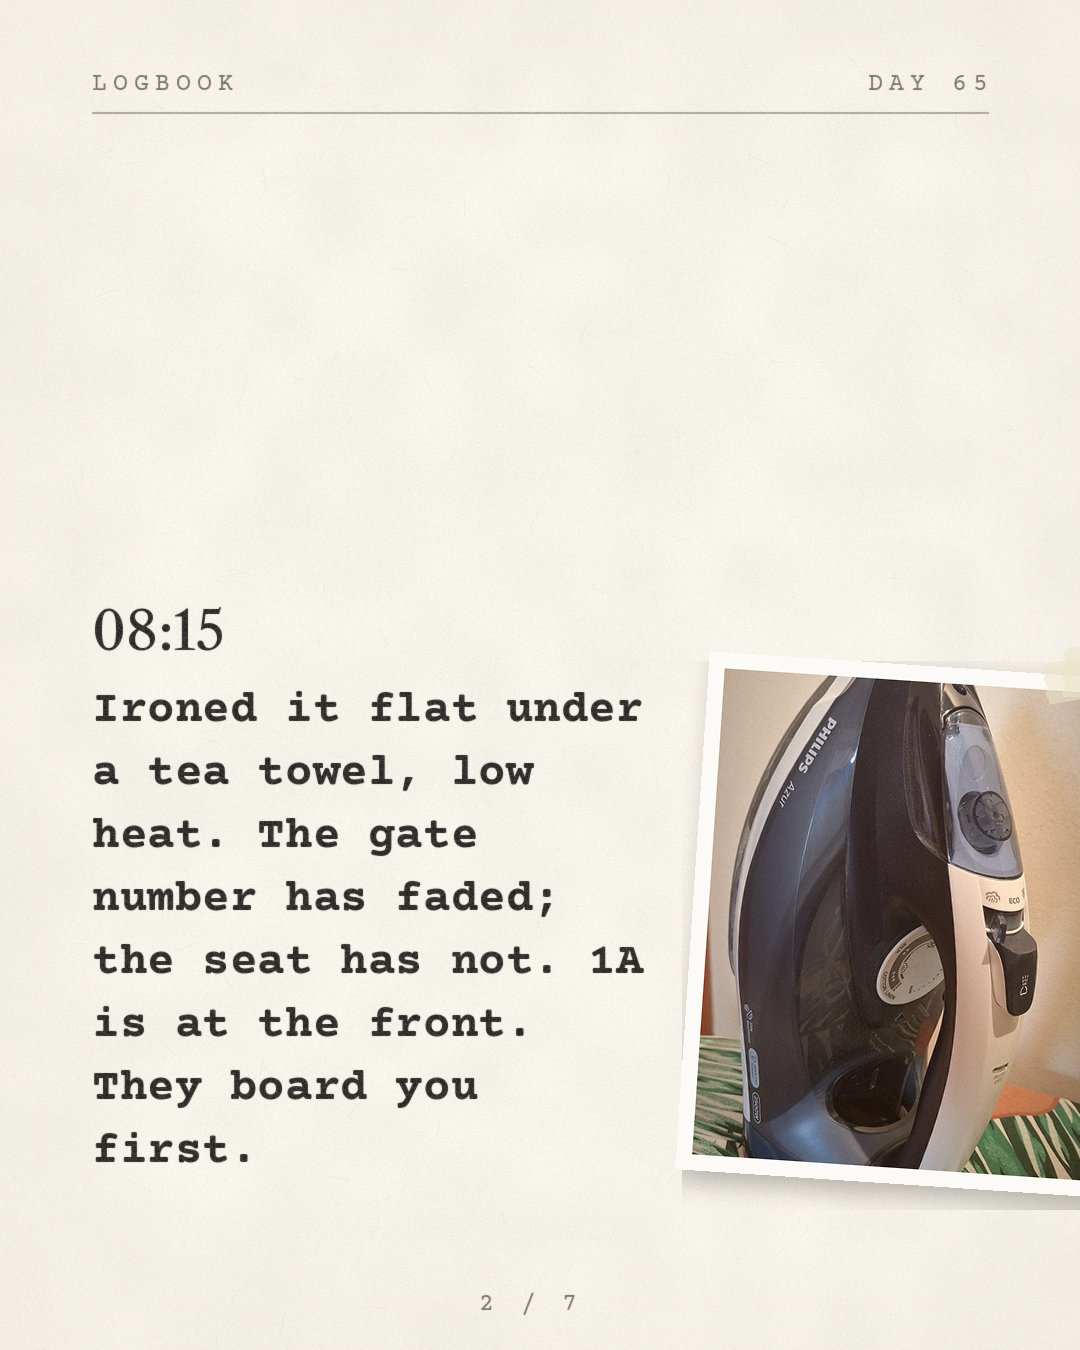 LOGBOOK
DAY 65
08:15
Ironed it flat under
a tea towel, low
heat. The gate
number has faded;
the seat has not. 1A
is at the front.
They board you
first.
PHILIPS
Azur
ECO
2 / 7